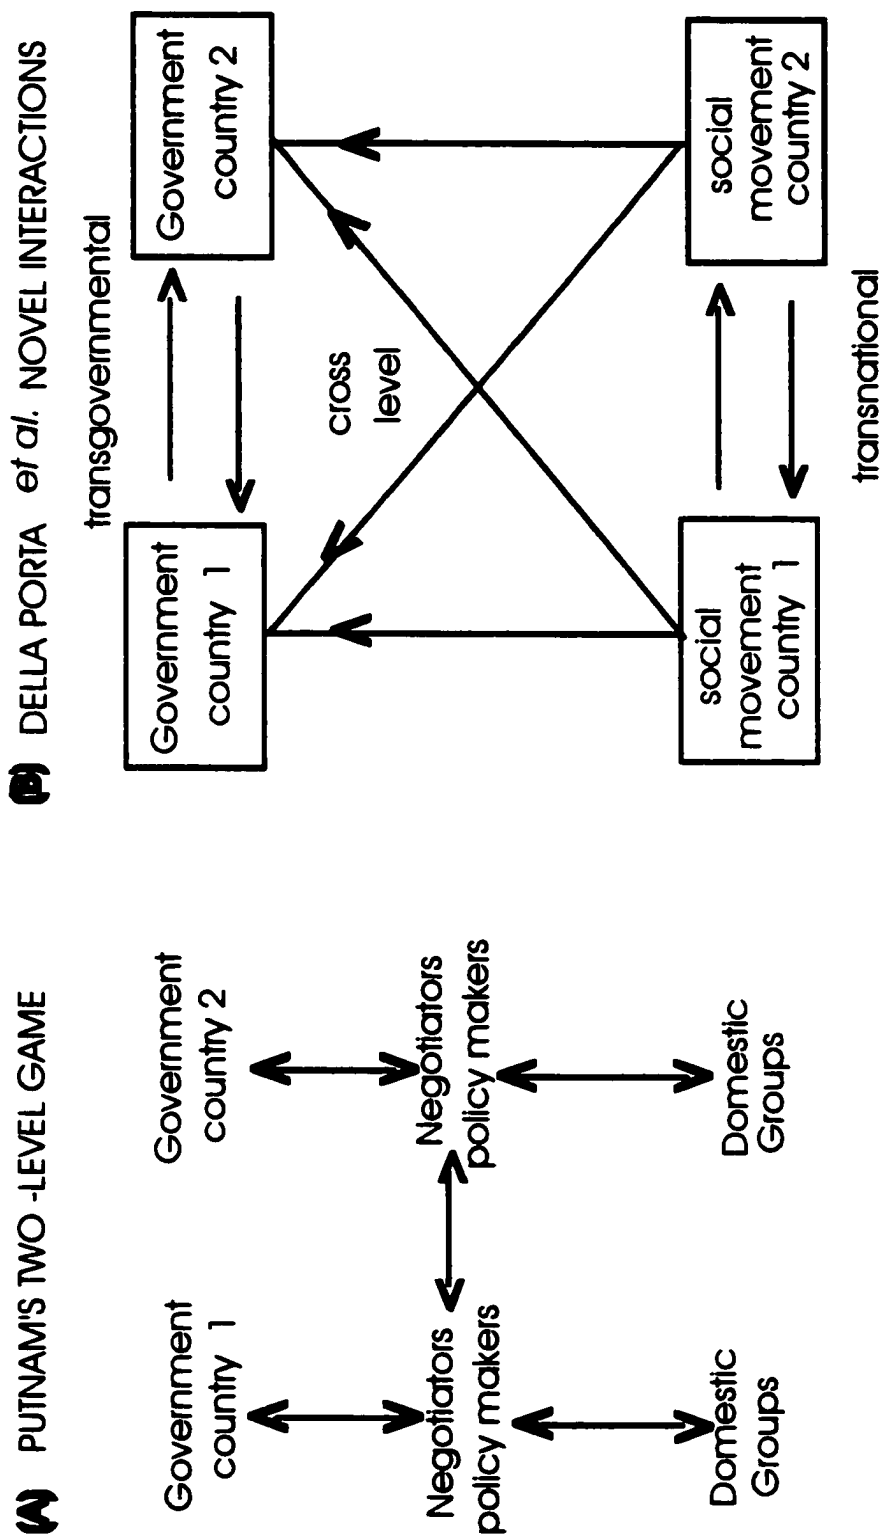 (A) PUTNAM'S TWO -LEVEL GAME
Government
country 1
Government
country 2
Negotiators
policy makers
Negotiators
policy makers
Domestic
Groups
Domestic
Groups
(B) DELLA PORTA et al. NOVEL INTERACTIONS
transgovernmental
Government
country 1
Government
country 2
cross
level
social
movement
country 1
social
movement
country 2
transnational